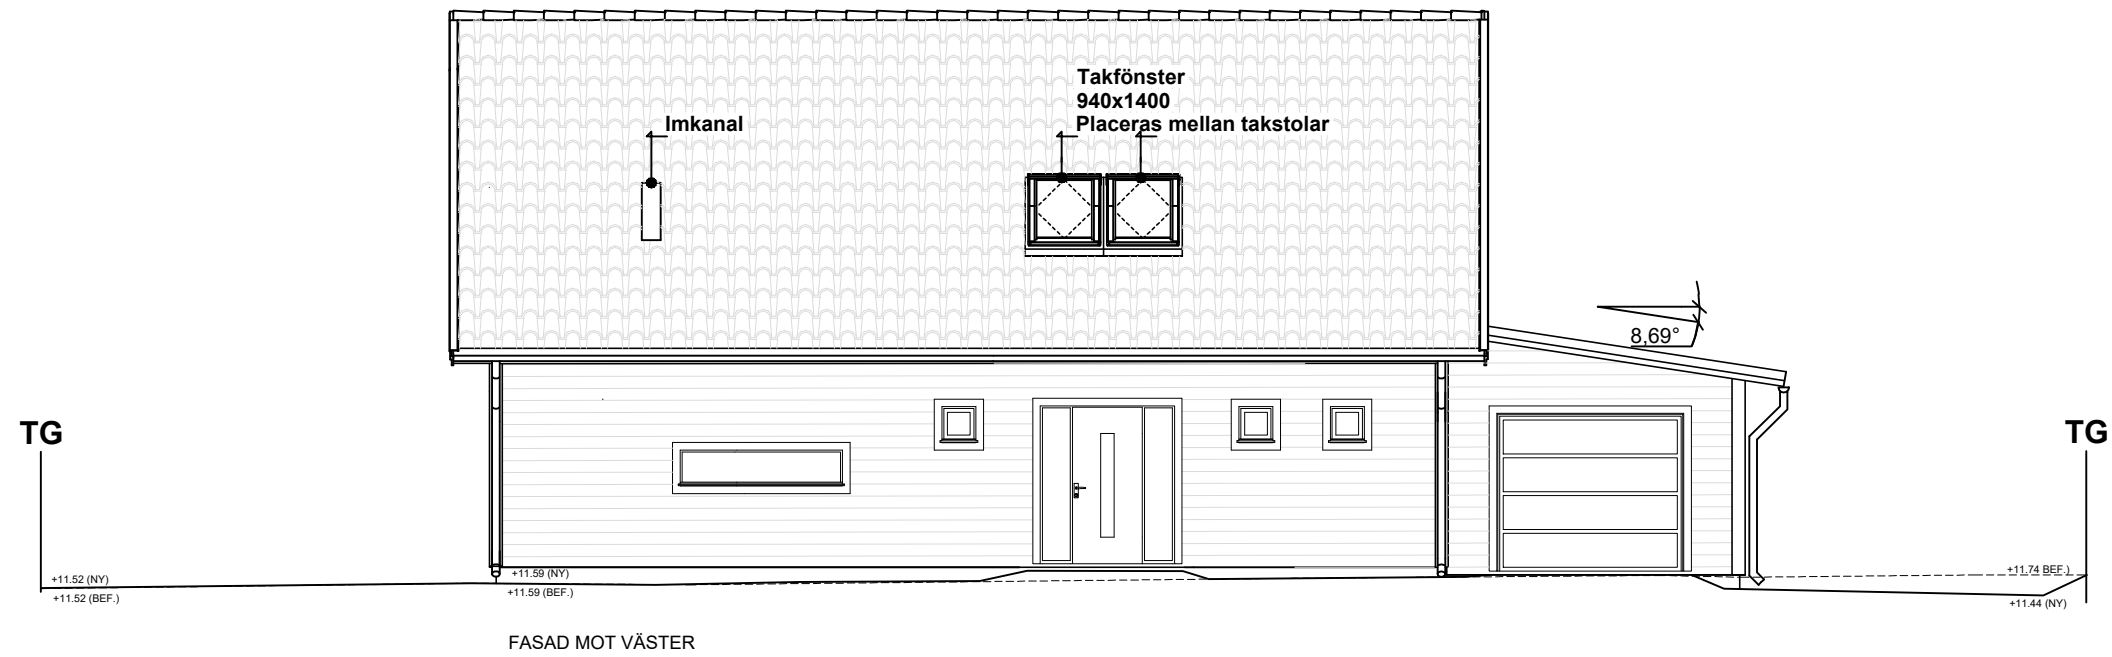 Takfönster
940x1400
Placeras mellan takstolar
Imkanal
8,69°
TG
TG
+11.52 (NY)
+11.52 (BEF.)
+11.59 (NY)
+11.59 (BEF.)
+11.74 BEF.)
+11.44 (NY)
FASAD MOT VÄSTER